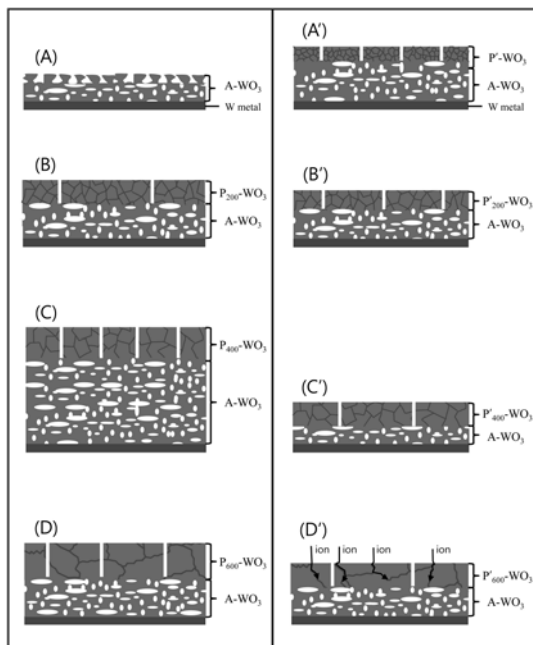 (A)
A-WO₃
W metal
(A′)
P′-WO₃
A-WO₃
W metal
(B)
P₂₀₀-WO₃
A-WO₃
(B′)
P′₂₀₀-WO₃
A-WO₃
(C)
P₄₀₀-WO₃
A-WO₃
(C′)
P′₄₀₀-WO₃
A-WO₃
(D)
P₆₀₀-WO₃
A-WO₃
(D′)
ion ion ion ion
P′₆₀₀-WO₃
A-WO₃